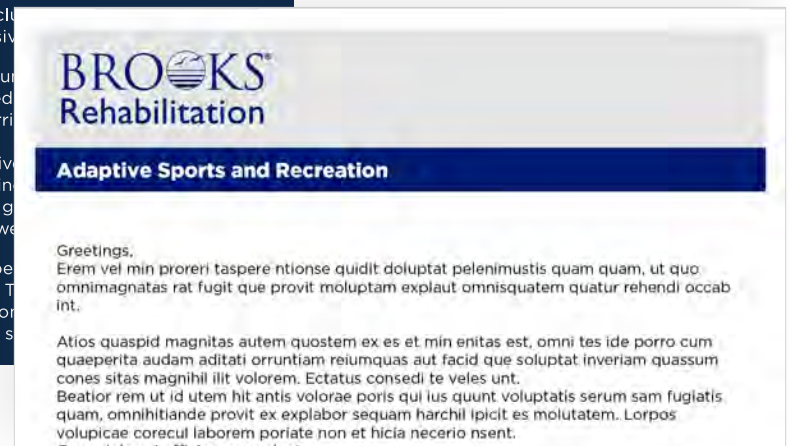 BROOKS®
Rehabilitation
Adaptive Sports and Recreation
Greetings,
Erem vel min proreri taspere ntionse quidit doluptat pelenimustis quam quam, ut quo
omnimagnatas rat fugit que provit moluptam explaut omnisquatem quatur rehendi occab
int.
Atios quaspid magnitas autem quostem ex es et min enitas est, omni tes ide porro cum
quaeperita audam aditati orruntiam reiumquas aut facid que soluptat inveriam quassum
cones sitas magnihil ilit volorem. Ectatus consedi te veles unt.
Beatior rem ut id utem hit antis volorae poris qui ius quunt voluptatis serum sam fugiatis
quam, omnihitiande provit ex explabor sequam harchil ipicit es molutatem. Lorpos
volupicae corecul laborem poriate non et hicia necerio nsent.